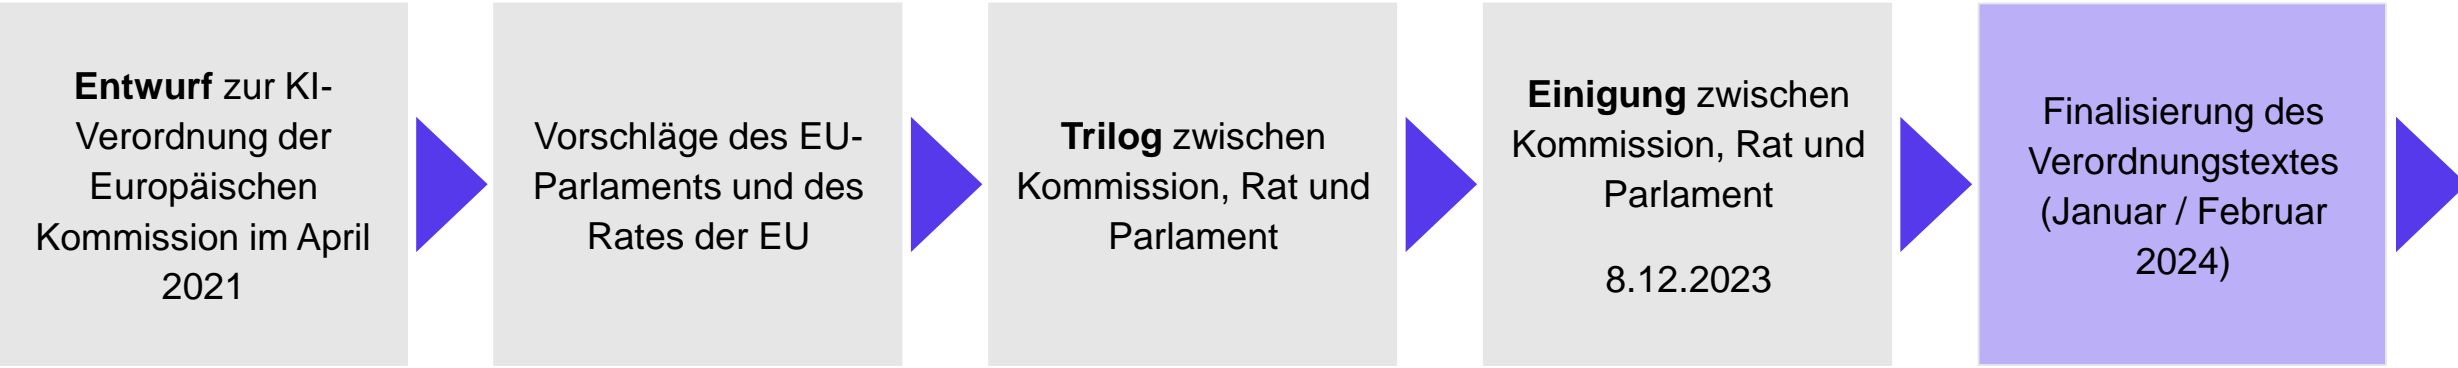 Entwurf zur KI-
Verordnung der
Europäischen
Kommission im April
2021
Vorschläge des EU-
Parlaments und des
Rates der EU
Trilog zwischen
Kommission, Rat und
Parlament
Einigung zwischen
Kommission, Rat und
Parlament
8.12.2023
Finalisierung des
Verordnungstextes
(Januar / Februar
2024)